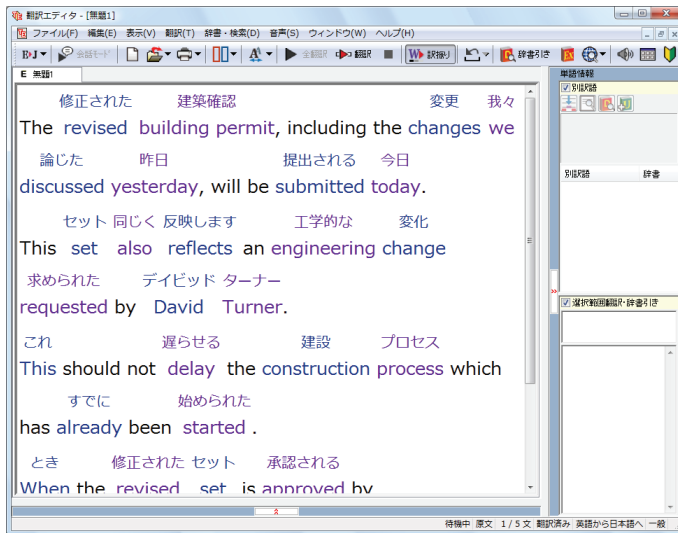 翻訳エディタ - [無題1]
ファイル(F) 編集(E) 表示(V) 翻訳(T) 辞書・検索(D) 音声(S) ウィンドウ(W) ヘルプ(H)
E▸J 会話モード 全翻訳 翻訳 訳振り 辞書引き
E 無題1
単語情報
別訳語
修正された 建築確認 変更 我々
The revised building permit, including the changes we
論じた 昨日 提出される 今日
discussed yesterday, will be submitted today.
別訳語 辞書
セット 同じく 反映します 工学的な 変化
This set also reflects an engineering change
求められた デイビッド ターナー
requested by David Turner.
選択範囲翻訳・辞書引き
これ 遅らせる 建設 プロセス
This should not delay the construction process which
すでに 始められた
has already been started .
とき 修正された セット 承認される
When the revised set is approved by
待機中 原文 1 / 5 文 翻訳済み 英語から日本語へ 一般